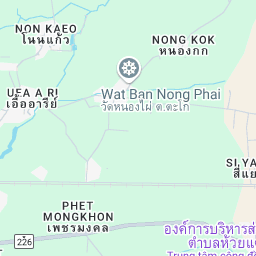 NON KAEO
โนนแก้ว
NONG KOK
หนองกก
Wat Ban Nong Phai
วัดหนองไผ่ ต.ตะโก
UEA A RI
เอื้ออารีย์
SI YA
สี่แย
PHET
MONGKHON
เพชรมงคล
องค์การบริหารส่
ตำบลห้วยแ
226